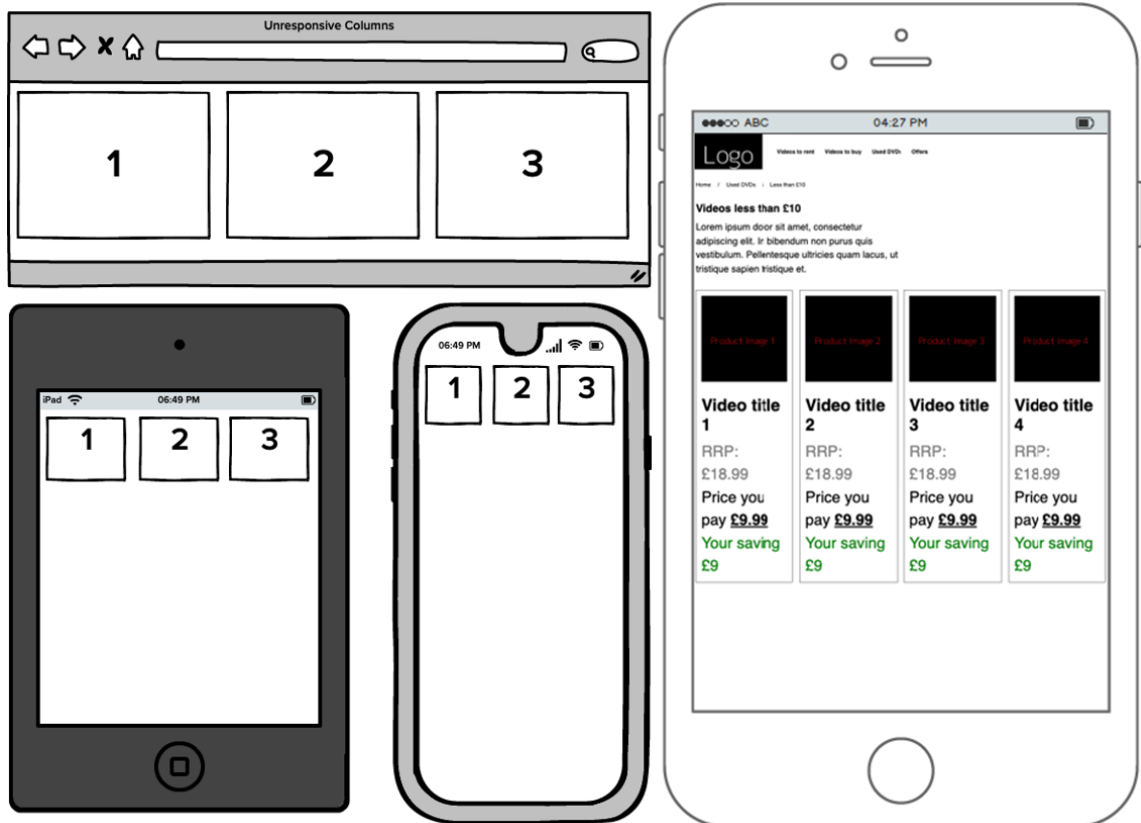 Unresponsive Columns
1 2 3
iPad 06:49 PM
1 2 3
06:49 PM
1 2 3
ABC 04:27 PM
Logo Videos to rent Videos to buy Used DVDs Offers
Home / Used DVDs / Less than £10
Videos less than £10
Lorem ipsum door sit amet, consectetur
adipiscing elit. Ir bibendum non purus quis
vestibulum. Pellentesque ultricies quam lacus, ut
tristique sapien tristique et.
Product Image 1 Product Image 2 Product Image 3 Product Image 4
Video title Video title Video title Video title
1 2 3 4
RRP: RRP: RRP: RRP:
£18.99 £18.99 £18.99 £18.99
Price you Price you Price you Price you
pay £9.99 pay £9.99 pay £9.99 pay £9.99
Your saving Your saving Your saving Your saving
£9 £9 £9 £9